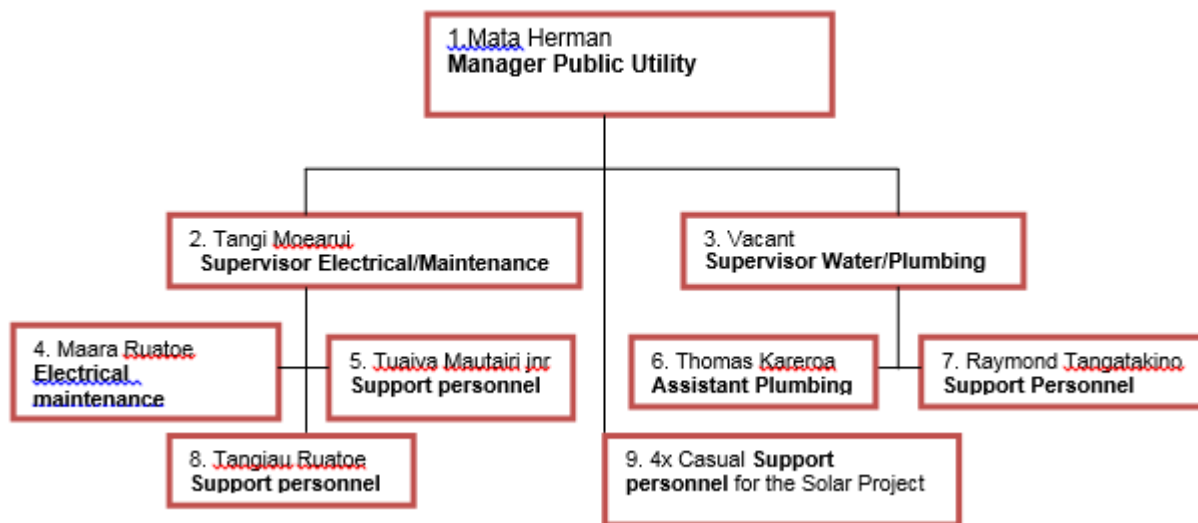 1.Mata Herman
Manager Public Utility
2. Tangi Moearui
Supervisor Electrical/Maintenance
3. Vacant
Supervisor Water/Plumbing
4. Maara Ruatoe
Electrical
maintenance
5. Tuaiva Mautairi jnr
Support personnel
6. Thomas Kareroa
Assistant Plumbing
7. Raymond Tangatakino
Support Personnel
8. Tangiau Ruatoe
Support personnel
9. 4x Casual Support
personnel for the Solar Project